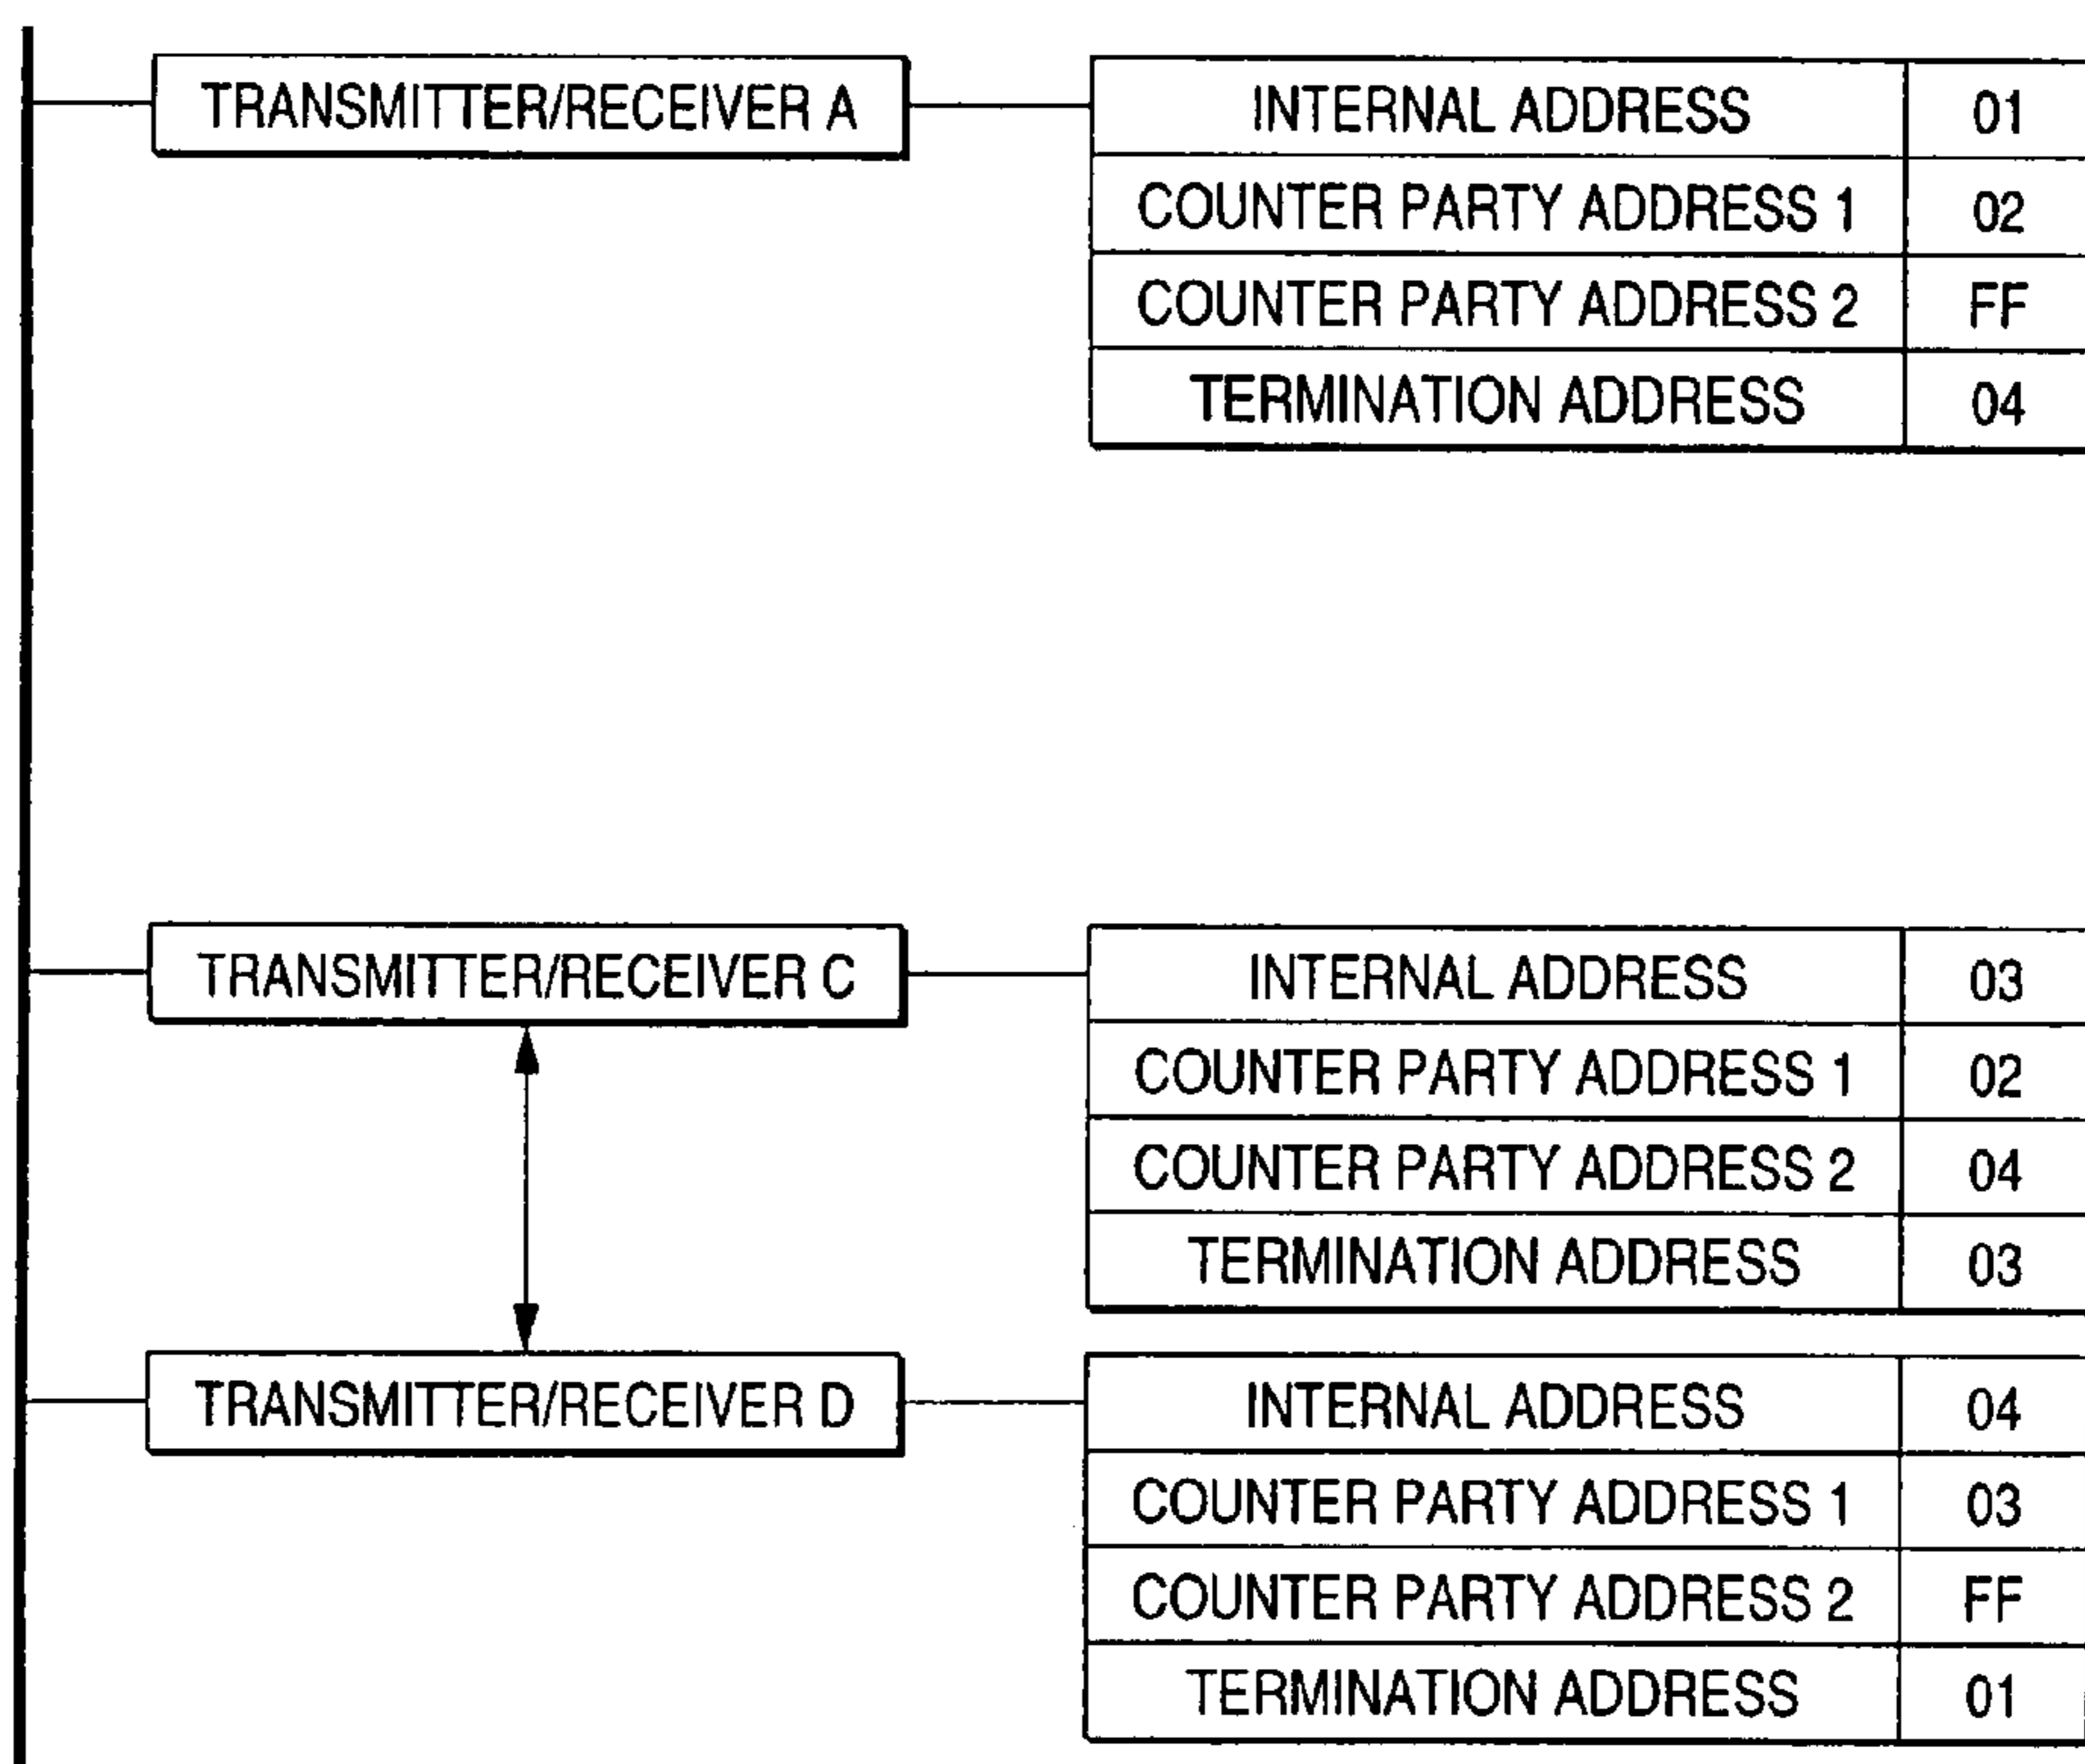 TRANSMITTER/RECEIVER A
INTERNAL ADDRESS 01
COUNTER PARTY ADDRESS 1 02
COUNTER PARTY ADDRESS 2 FF
TERMINATION ADDRESS 04
TRANSMITTER/RECEIVER C
INTERNAL ADDRESS 03
COUNTER PARTY ADDRESS 1 02
COUNTER PARTY ADDRESS 2 04
TERMINATION ADDRESS 03
TRANSMITTER/RECEIVER D
INTERNAL ADDRESS 04
COUNTER PARTY ADDRESS 1 03
COUNTER PARTY ADDRESS 2 FF
TERMINATION ADDRESS 01